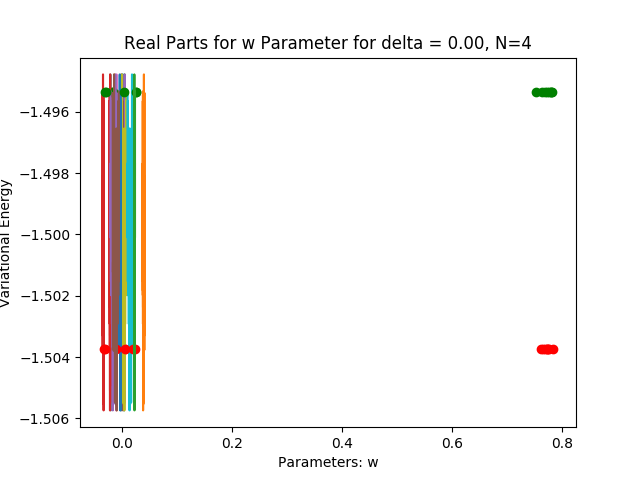 Real Parts for w Parameter for delta = 0.00, N=4
Variational Energy
−1.496
−1.498
−1.500
−1.502
−1.504
−1.506
0.0 0.2 0.4 0.6 0.8
Parameters: w